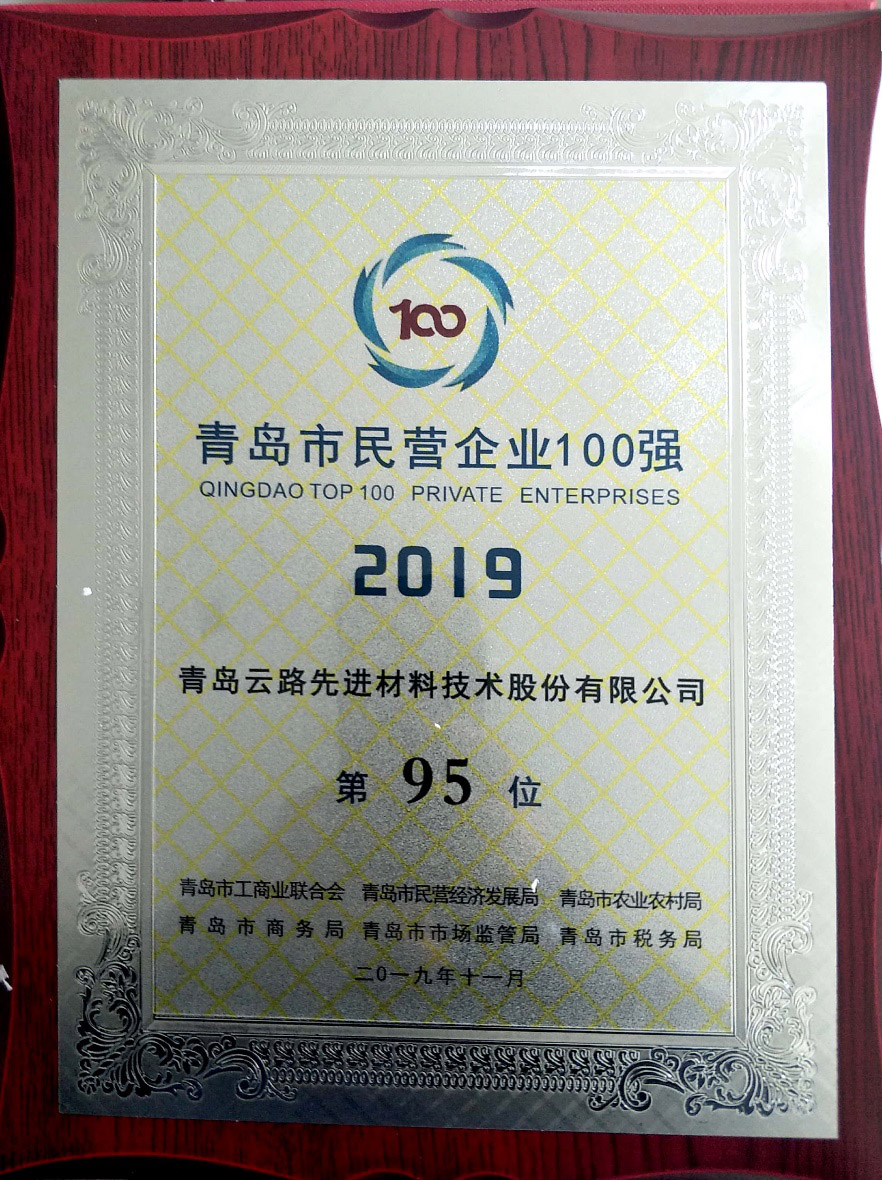 100
青岛市民营企业100强
QINGDAO TOP 100 PRIVATE ENTERPRISES
2019
青岛云路先进材料技术股份有限公司
第 95 位
青岛市工商业联合会 青岛市民营经济发展局 青岛市农业农村局
青岛市商务局 青岛市市场监管局 青岛市税务局
二0一九年十一月